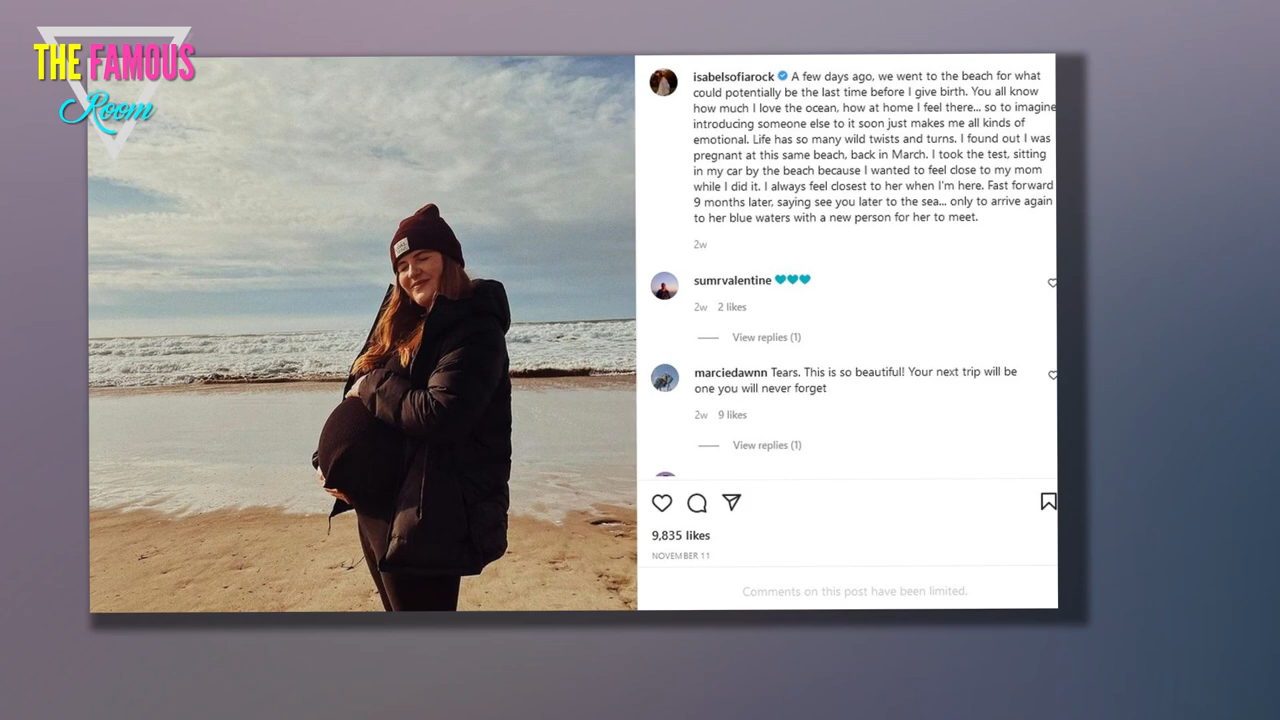 THE FAMOUS
Room
isabelsofiarock A few days ago, we went to the beach for what
could potentially be the last time before I give birth. You all know
how much I love the ocean, how at home I feel there... so to imagine
introducing someone else to it soon just makes me all kinds of
emotional. Life has so many wild twists and turns. I found out I was
pregnant at this same beach, back in March. I took the test, sitting
in my car by the beach because I wanted to feel close to my mom
while I did it. I always feel closest to her when I'm here. Fast forward
9 months later, saying see you later to the sea... only to arrive again
to her blue waters with a new person for her to meet.
2w
sumrvalentine 🩵🩵🩵
2w 2 likes
View replies (1)
marciedawnn Tears. This is so beautiful! Your next trip will be
one you will never forget
2w 9 likes
View replies (1)
9,835 likes
NOVEMBER 11
Comments on this post have been limited.